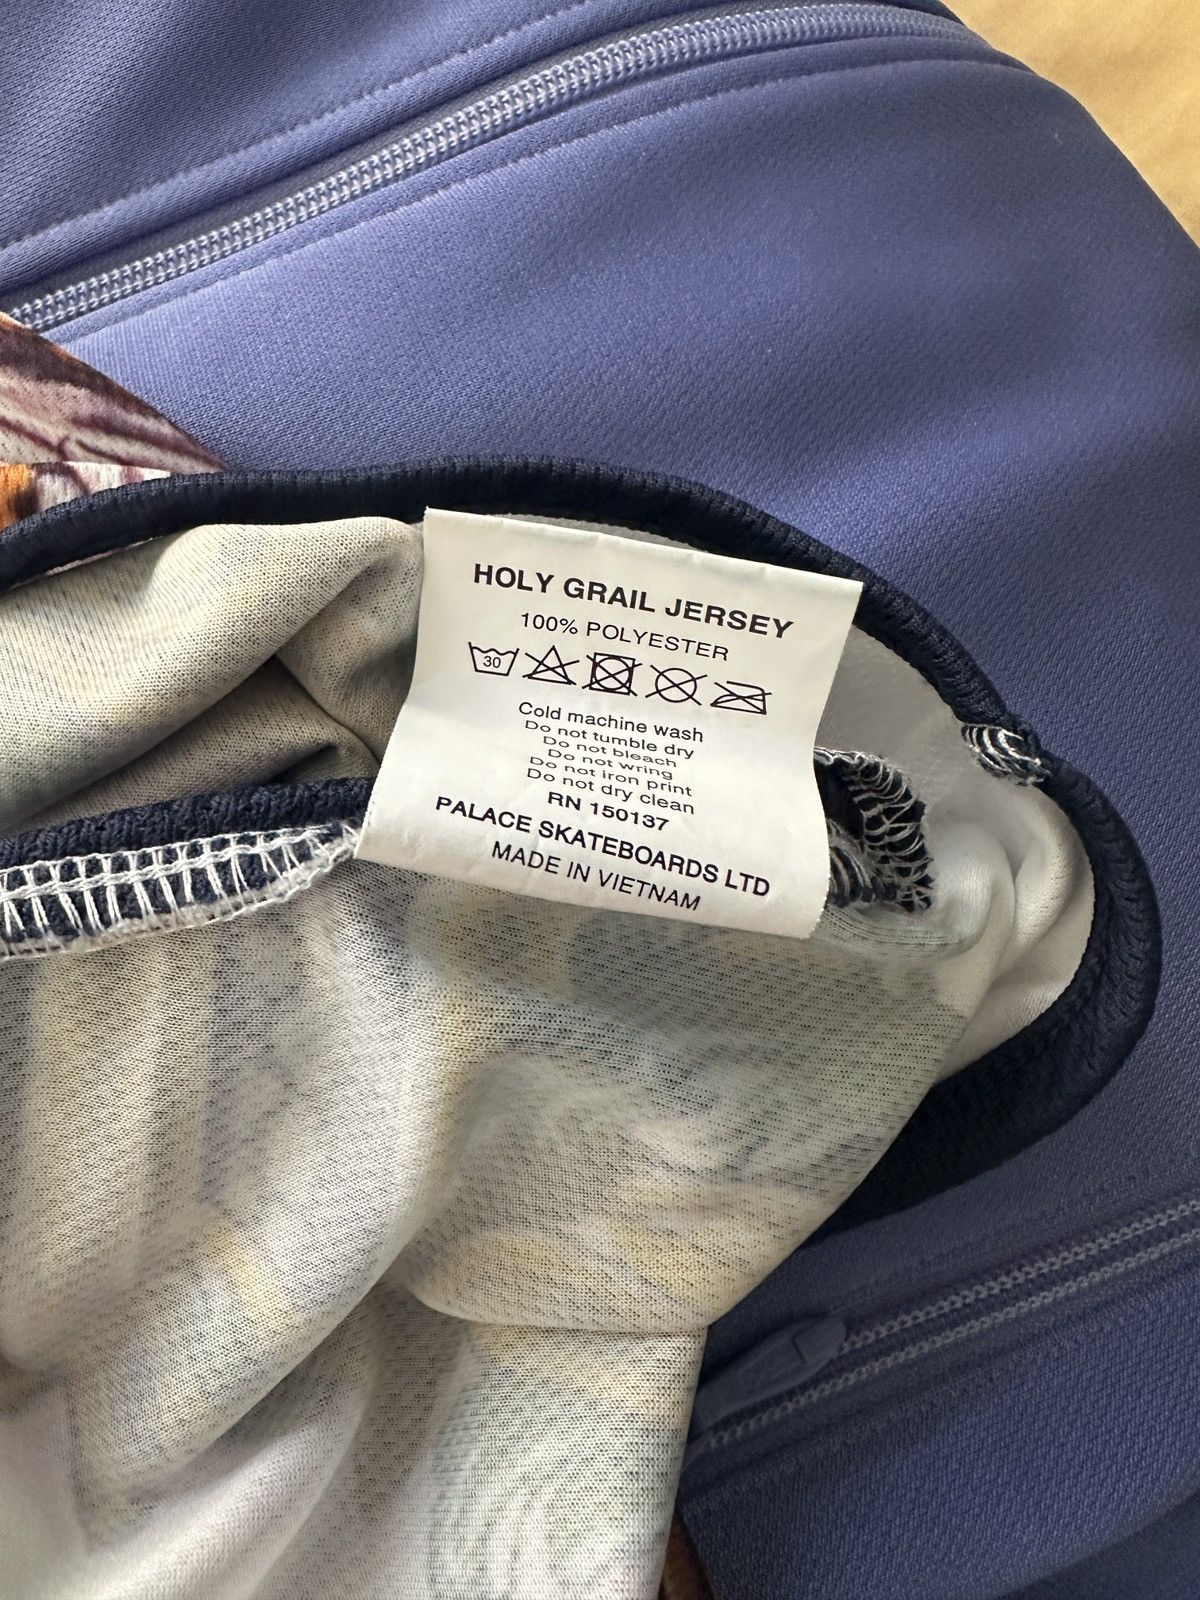 HOLY GRAIL JERSEY
100% POLYESTER
30
Cold machine wash
Do not tumble dry
Do not bleach
Do not wring
Do not iron print
Do not dry clean
RN 150137
PALACE SKATEBOARDS LTD
MADE IN VIETNAM